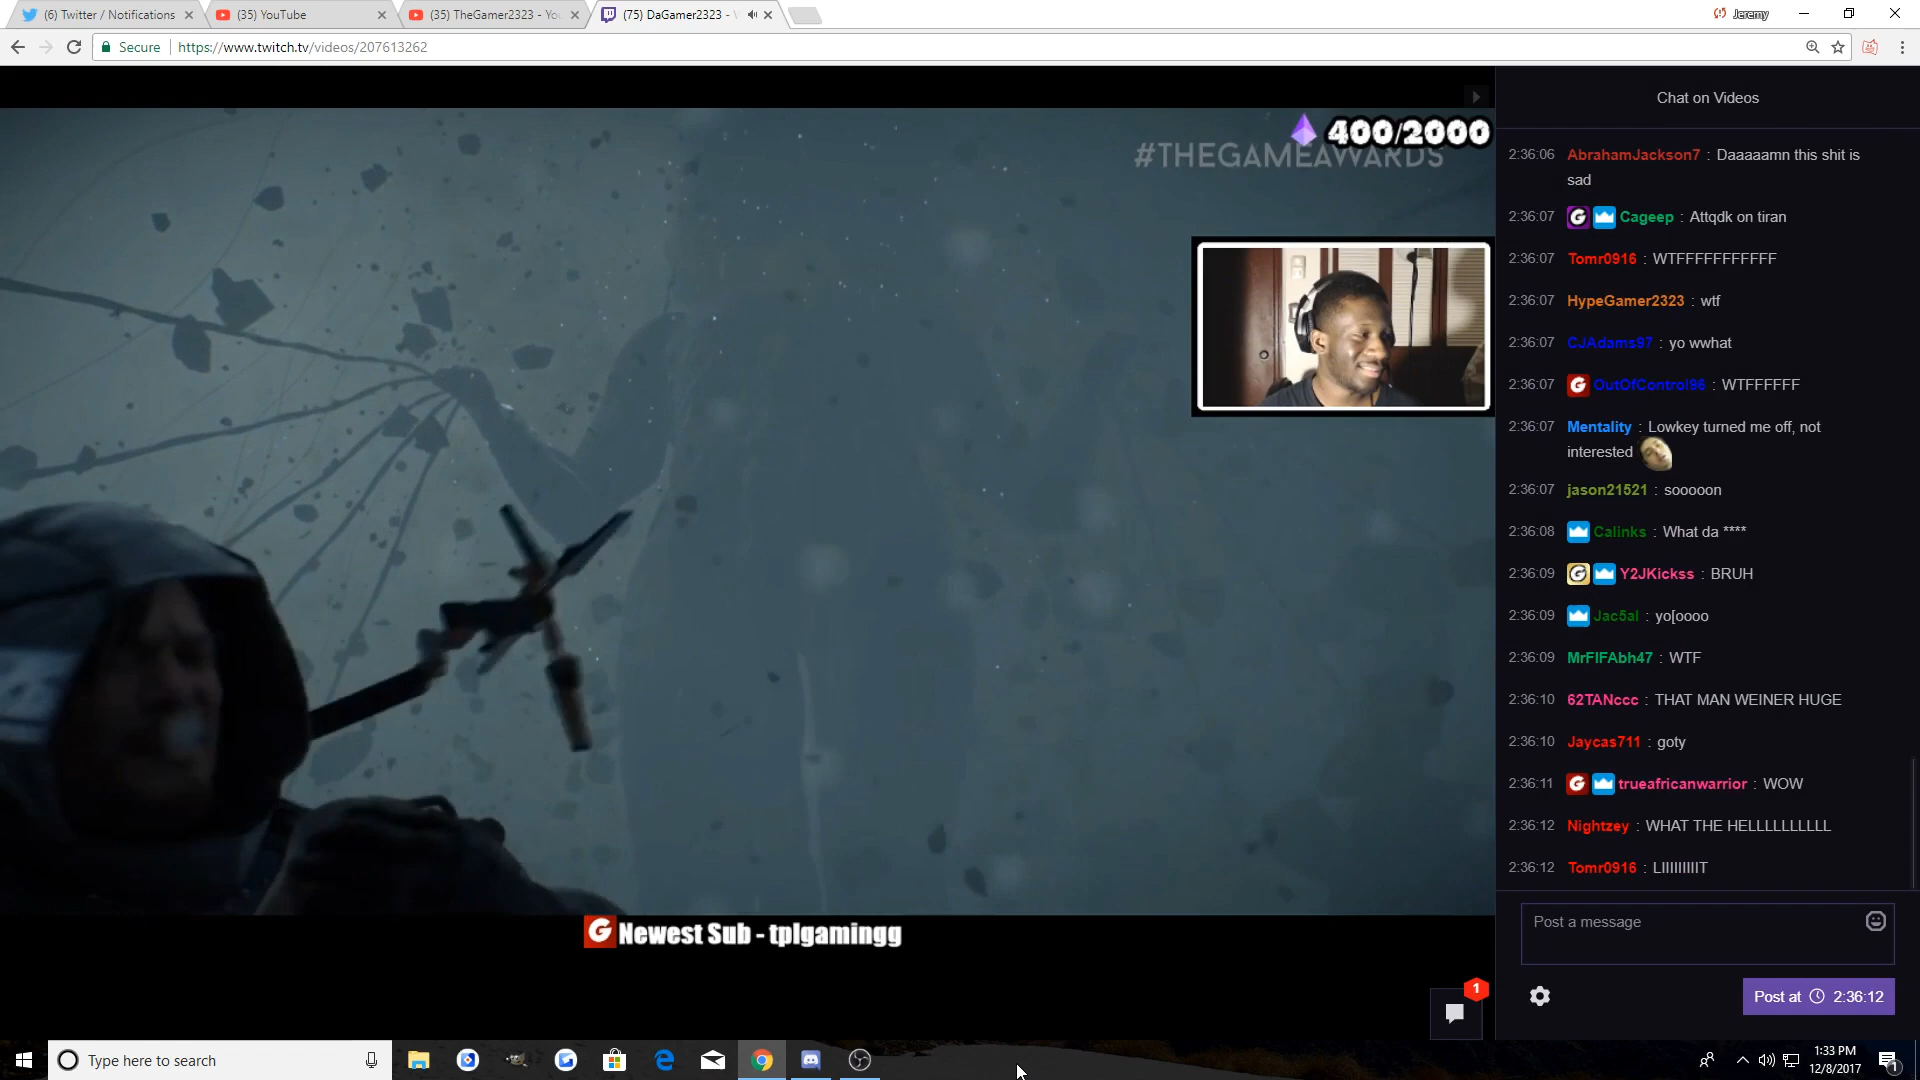 (6) Twitter / Notifications
(35) YouTube
(35) TheGamer2323 - You
(75) DaGamer2323 -
Jeremy
Secure
https://www.twitch.tv/videos/207613262
Chat on Videos
400/2000
#THEGAMEAWARDS
2:36:06 AbrahamJackson7 : Daaaaamn this shit is
sad
2:36:07 Cageep : Attqdk on tiran
2:36:07 Tomr0916 : WTFFFFFFFFFFF
2:36:07 HypeGamer2323 : wtf
2:36:07 CJAdams97 : yo wwhat
2:36:07 OutOfControl96 : WTFFFFFF
2:36:07 Mentality : Lowkey turned me off, not
interested
2:36:07 jason21521 : sooooon
2:36:08 Calinks : What da ****
2:36:09 Y2JKickss : BRUH
2:36:09 Jac5al : yo[oooo
2:36:09 MrFIFAbh47 : WTF
2:36:10 62TANccc : THAT MAN WEINER HUGE
2:36:10 Jaycas711 : goty
2:36:11 trueafricanwarrior : WOW
2:36:12 Nightzey : WHAT THE HELLLLLLLLLL
2:36:12 Tomr0916 : LIIIIIIIIIT
G Newest Sub - tplgamingg
Post a message
1
Post at 2:36:12
Type here to search
1:33 PM
12/8/2017
1